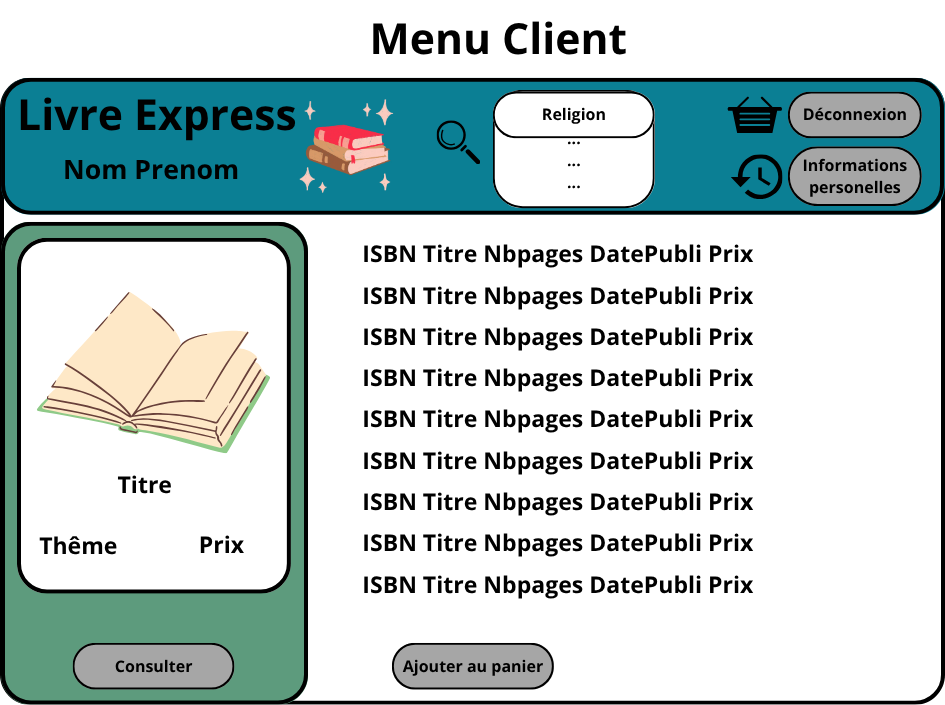 Menu Client
Livre Express
Nom Prenom
Religion
...
...
...
Déconnexion
Informations
personelles
Titre
Thême
Prix
Consulter
ISBN Titre Nbpages DatePubli Prix
ISBN Titre Nbpages DatePubli Prix
ISBN Titre Nbpages DatePubli Prix
ISBN Titre Nbpages DatePubli Prix
ISBN Titre Nbpages DatePubli Prix
ISBN Titre Nbpages DatePubli Prix
ISBN Titre Nbpages DatePubli Prix
ISBN Titre Nbpages DatePubli Prix
ISBN Titre Nbpages DatePubli Prix
Ajouter au panier